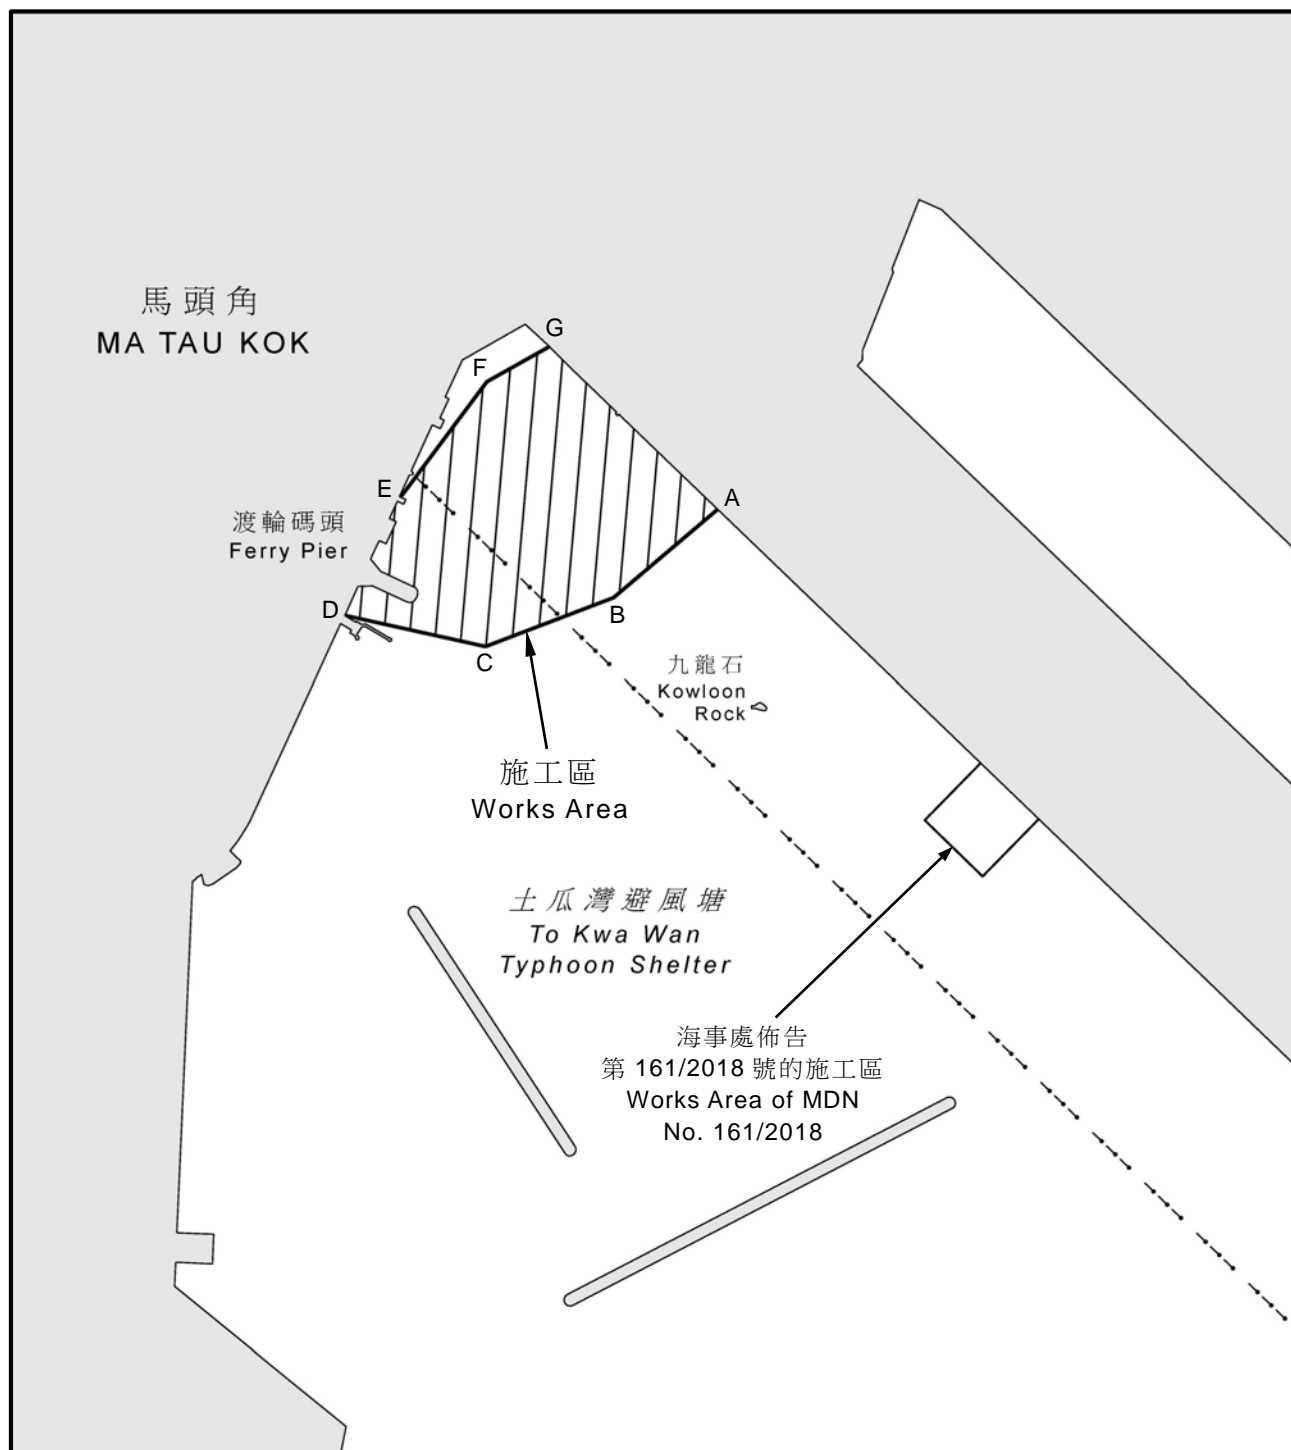 馬頭角
MA TAU KOK
G
F
E
A
渡輪碼頭
Ferry Pier
D
B
C
九龍石
Kowloon
Rock
施工區
Works Area
土瓜灣避風塘
To Kwa Wan
Typhoon Shelter
海事處佈告
第 161/2018 號的施工區
Works Area of MDN
No. 161/2018